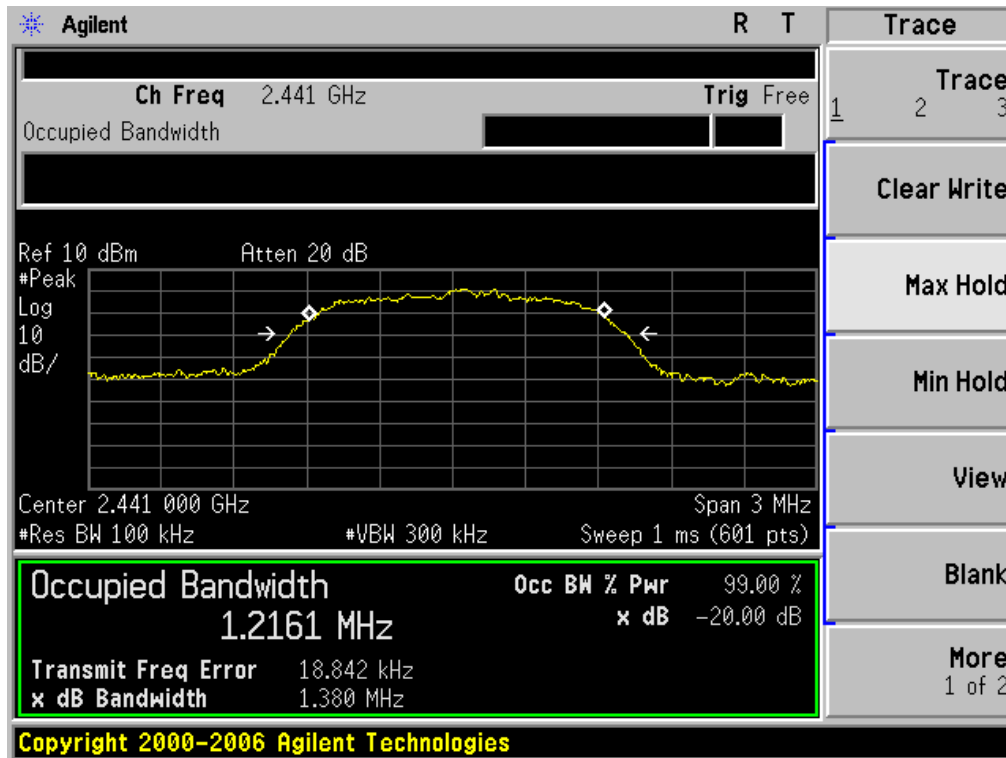 Agilent R T
Ch Freq 2.441 GHz Trig Free
Occupied Bandwidth
Ref 10 dBm Atten 20 dB
#Peak
Log
10
dB/
Center 2.441 000 GHz Span 3 MHz
#Res BW 100 kHz #VBW 300 kHz Sweep 1 ms (601 pts)
Occupied Bandwidth Occ BW % Pwr 99.00 %
1.2161 MHz x dB -20.00 dB
Transmit Freq Error 18.842 kHz
x dB Bandwidth 1.380 MHz
Copyright 2000-2006 Agilent Technologies
Trace
Trace
1 2 3
Clear Write
Max Hold
Min Hold
View
Blank
More
1 of 2